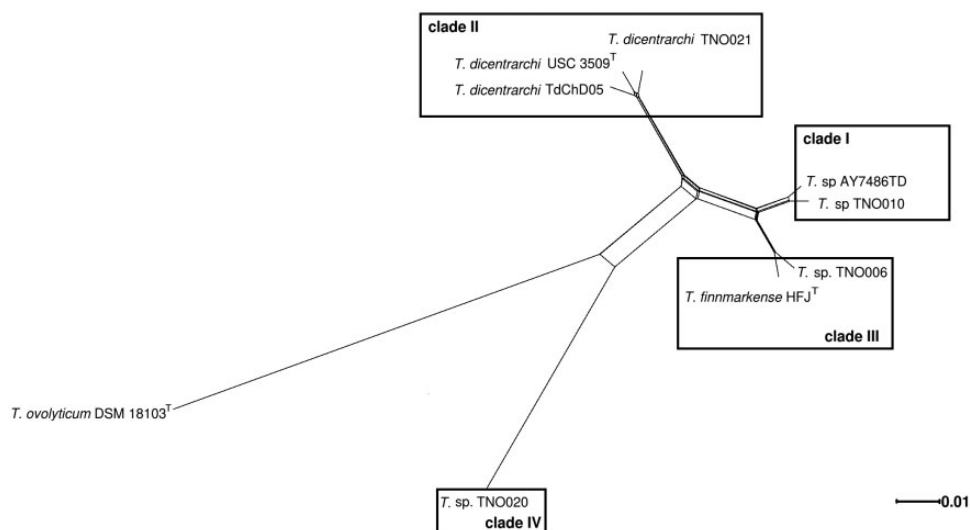 clade II
T. dicentrarchi TNO021
T. dicentrarchi USC 3509T
T. dicentrarchi TdChD05
clade I
T. sp AY7486TD
T. sp TNO010
T. sp. TNO006
T. finnmarkense HFJT
clade III
T. ovolyticum DSM 18103T
T. sp. TNO020
clade IV
0.01